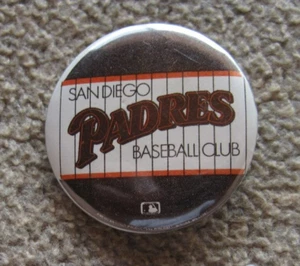 SAN DIEGO
PADRES
BASEBALL CLUB